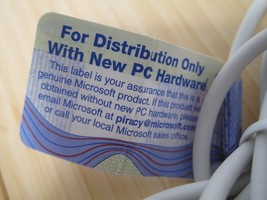 For Distribution Only
With New PC Hardware
This label is your assurance that this is a
genuine Microsoft product. If this product
obtained without new PC hardware, please
email Microsoft at piracy@microsoft.com
or call your local Microsoft sales office